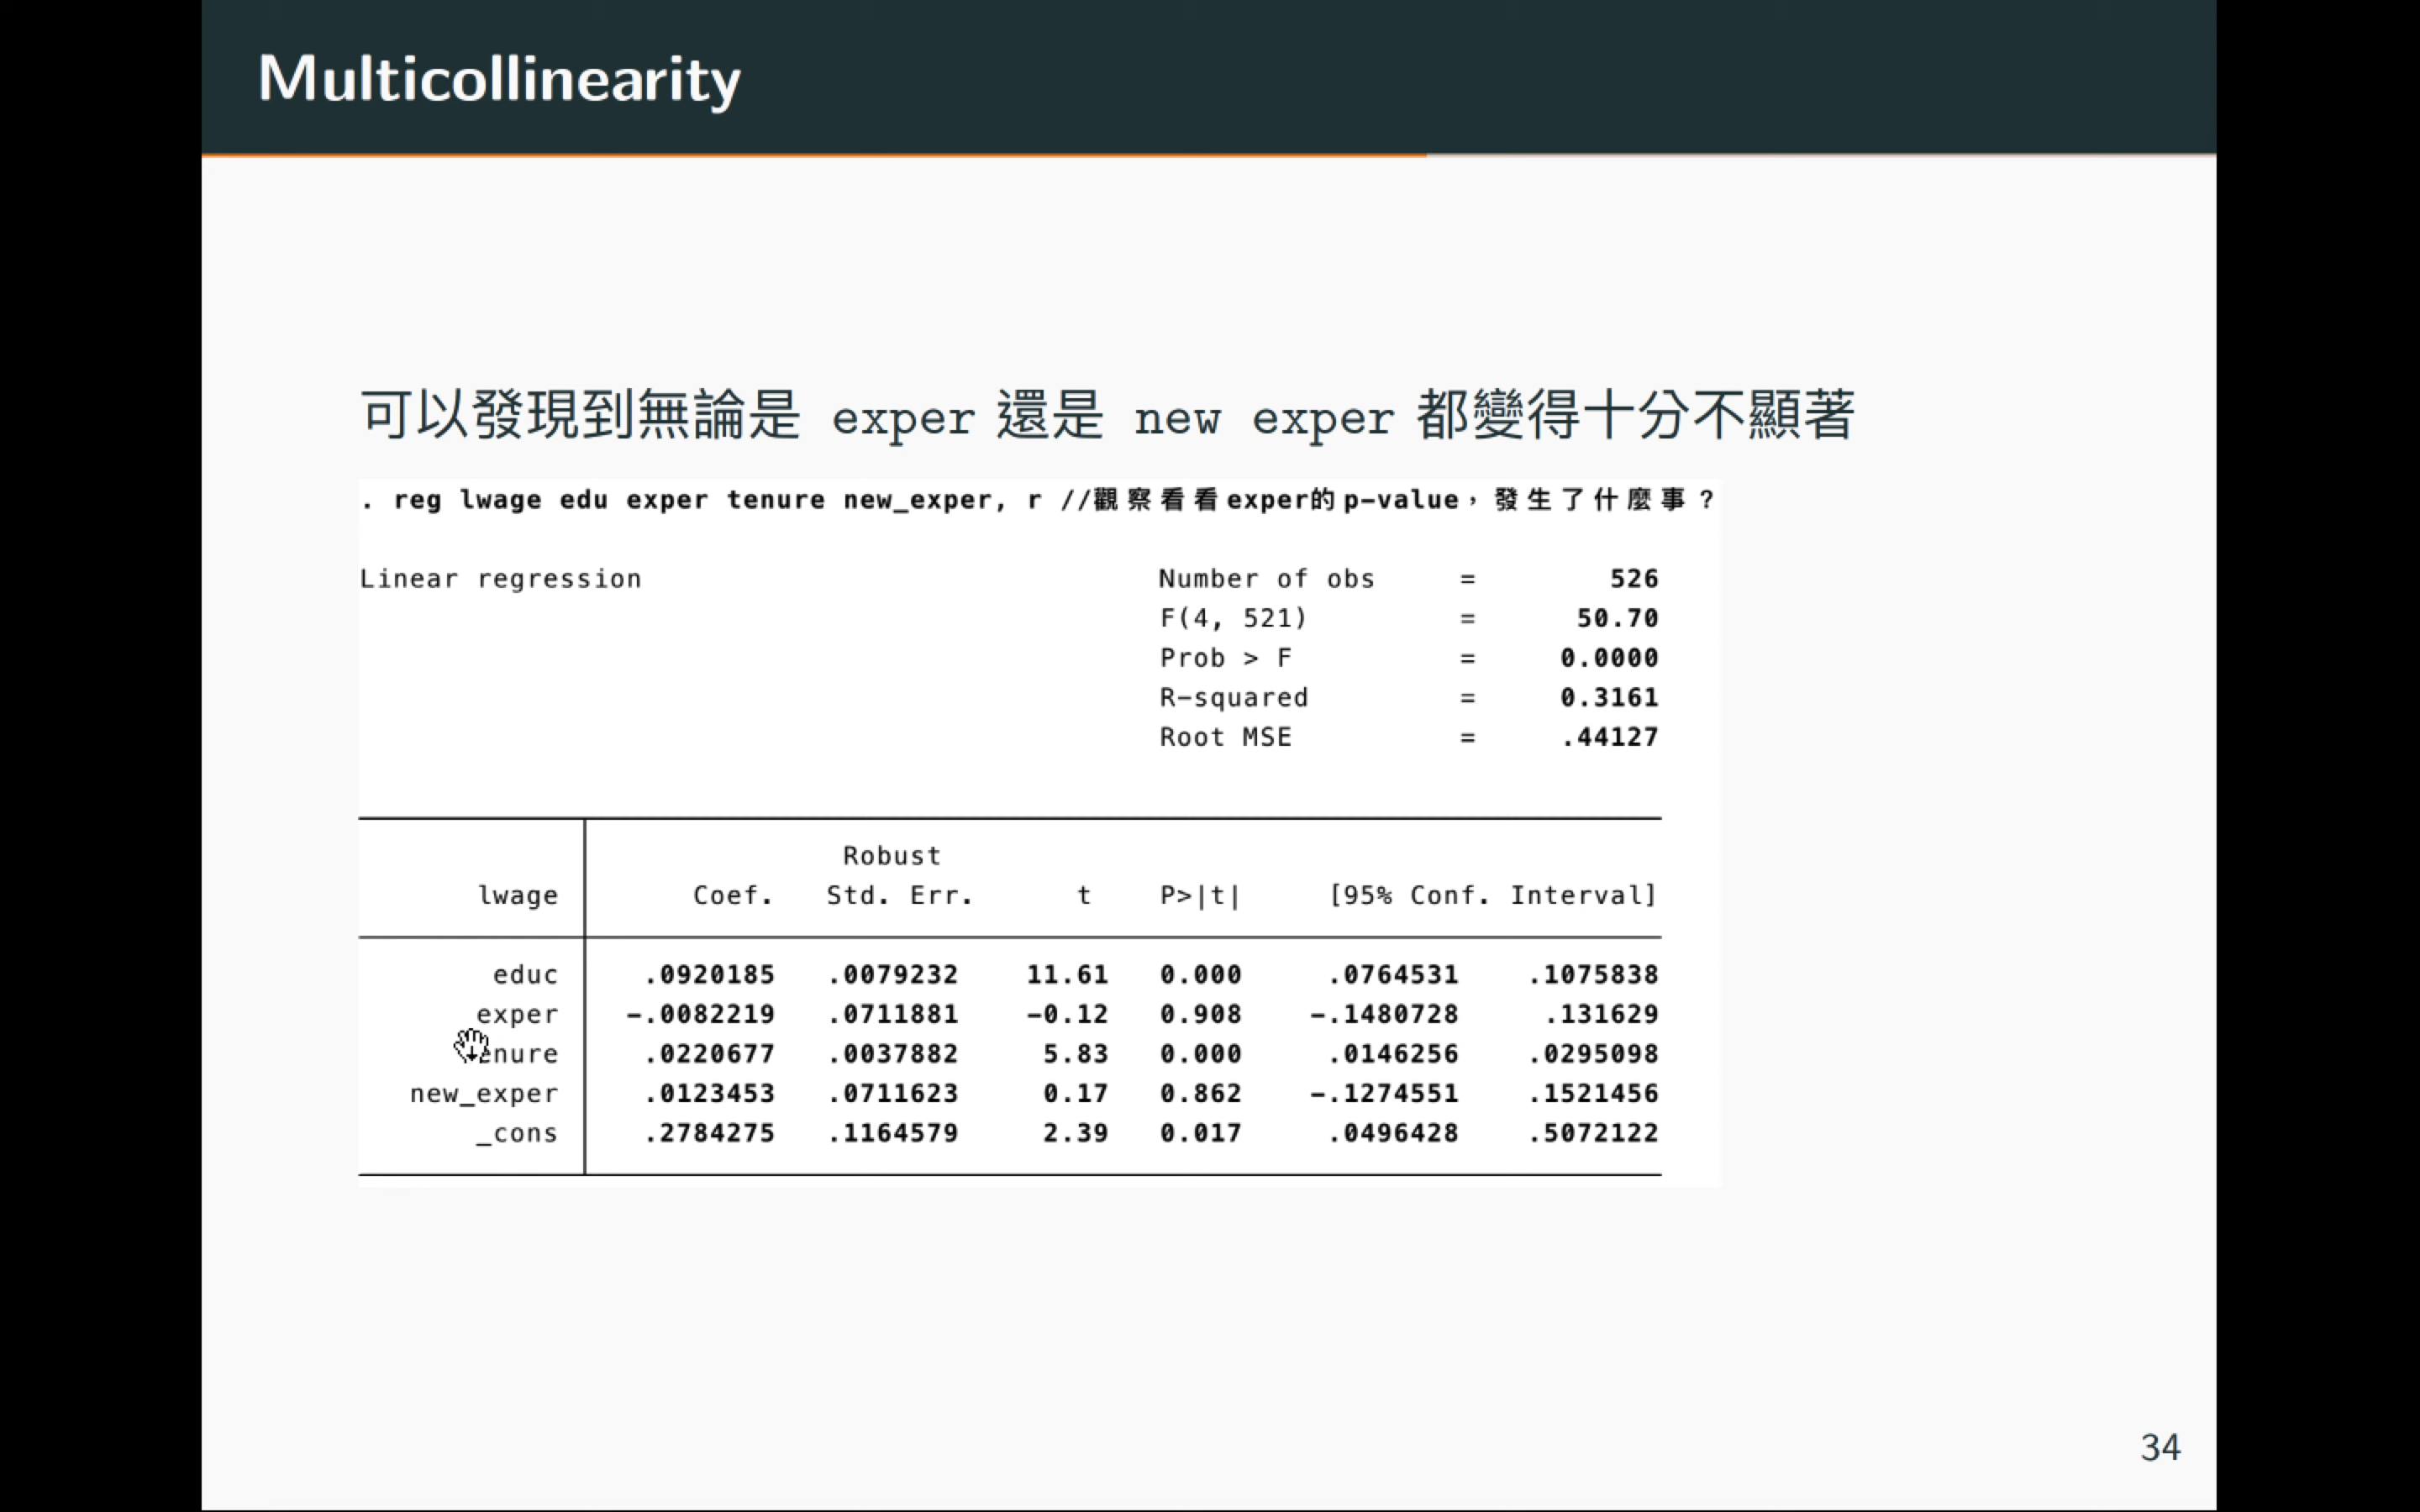 Multicollinearity
可以發現到無論是 exper 還是 new exper 都變得十分不顯著
. reg lwage edu exper tenure new_exper, r //觀察看看exper的p-value，發生了什麼事？
Linear regression Number of obs = 526
F(4, 521) = 50.70
Prob > F = 0.0000
R-squared = 0.3161
Root MSE = .44127
Robust
lwage Coef. Std. Err. t P>|t| [95% Conf. Interval]
educ .0920185 .0079232 11.61 0.000 .0764531 .1075838
exper -.0082219 .0711881 -0.12 0.908 -.1480728 .131629
tenure .0220677 .0037882 5.83 0.000 .0146256 .0295098
new_exper .0123453 .0711623 0.17 0.862 -.1274551 .1521456
_cons .2784275 .1164579 2.39 0.017 .0496428 .5072122
34